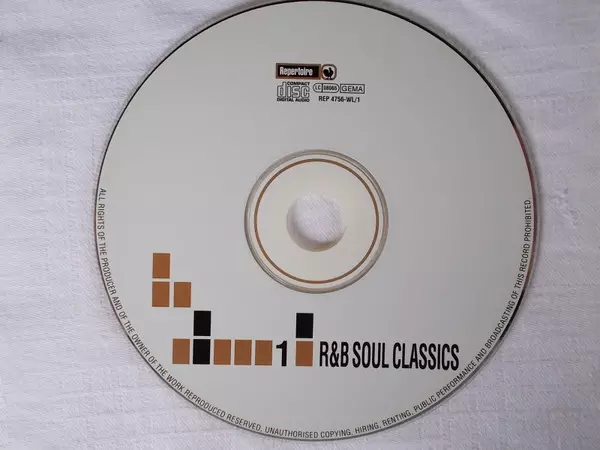 Repertoire
COMPACT
disc
DIGITAL AUDIO
LC 08080 GEMA
REP 4756-WL/1
1 R&B SOUL CLASSICS
ALL RIGHTS OF THE PRODUCER AND OF THE OWNER OF THE WORK REPRODUCED RESERVED, UNAUTHORISED COPYING, HIRING, RENTING, PUBLIC PERFORMANCE AND BROADCASTING OF THIS RECORD PROHIBITED.